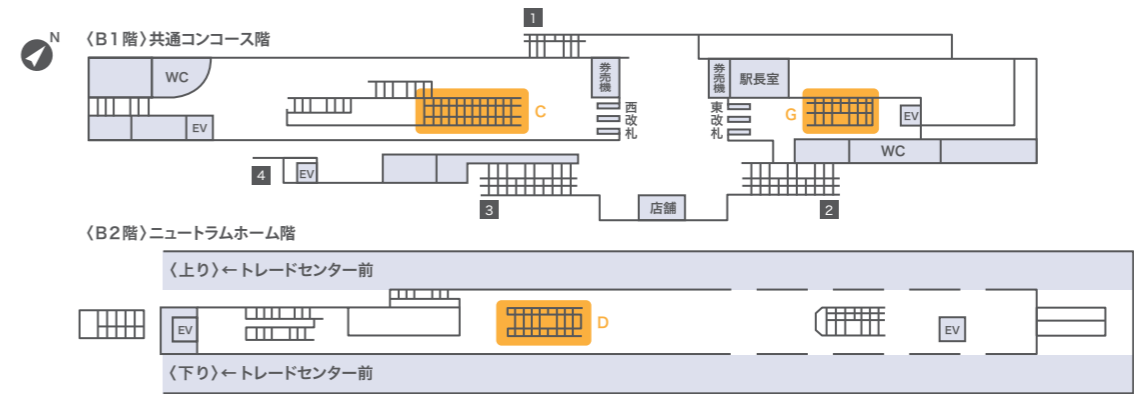 1
N
〈B1階〉共通コンコース階
WC
券売機
券売機
駅長室
C
西改札
東改札
G
EV
EV
WC
4
EV
3
店舗
2
〈B2階〉ニュートラムホーム階
〈上り〉←トレードセンター前
EV
D
EV
〈下り〉←トレードセンター前